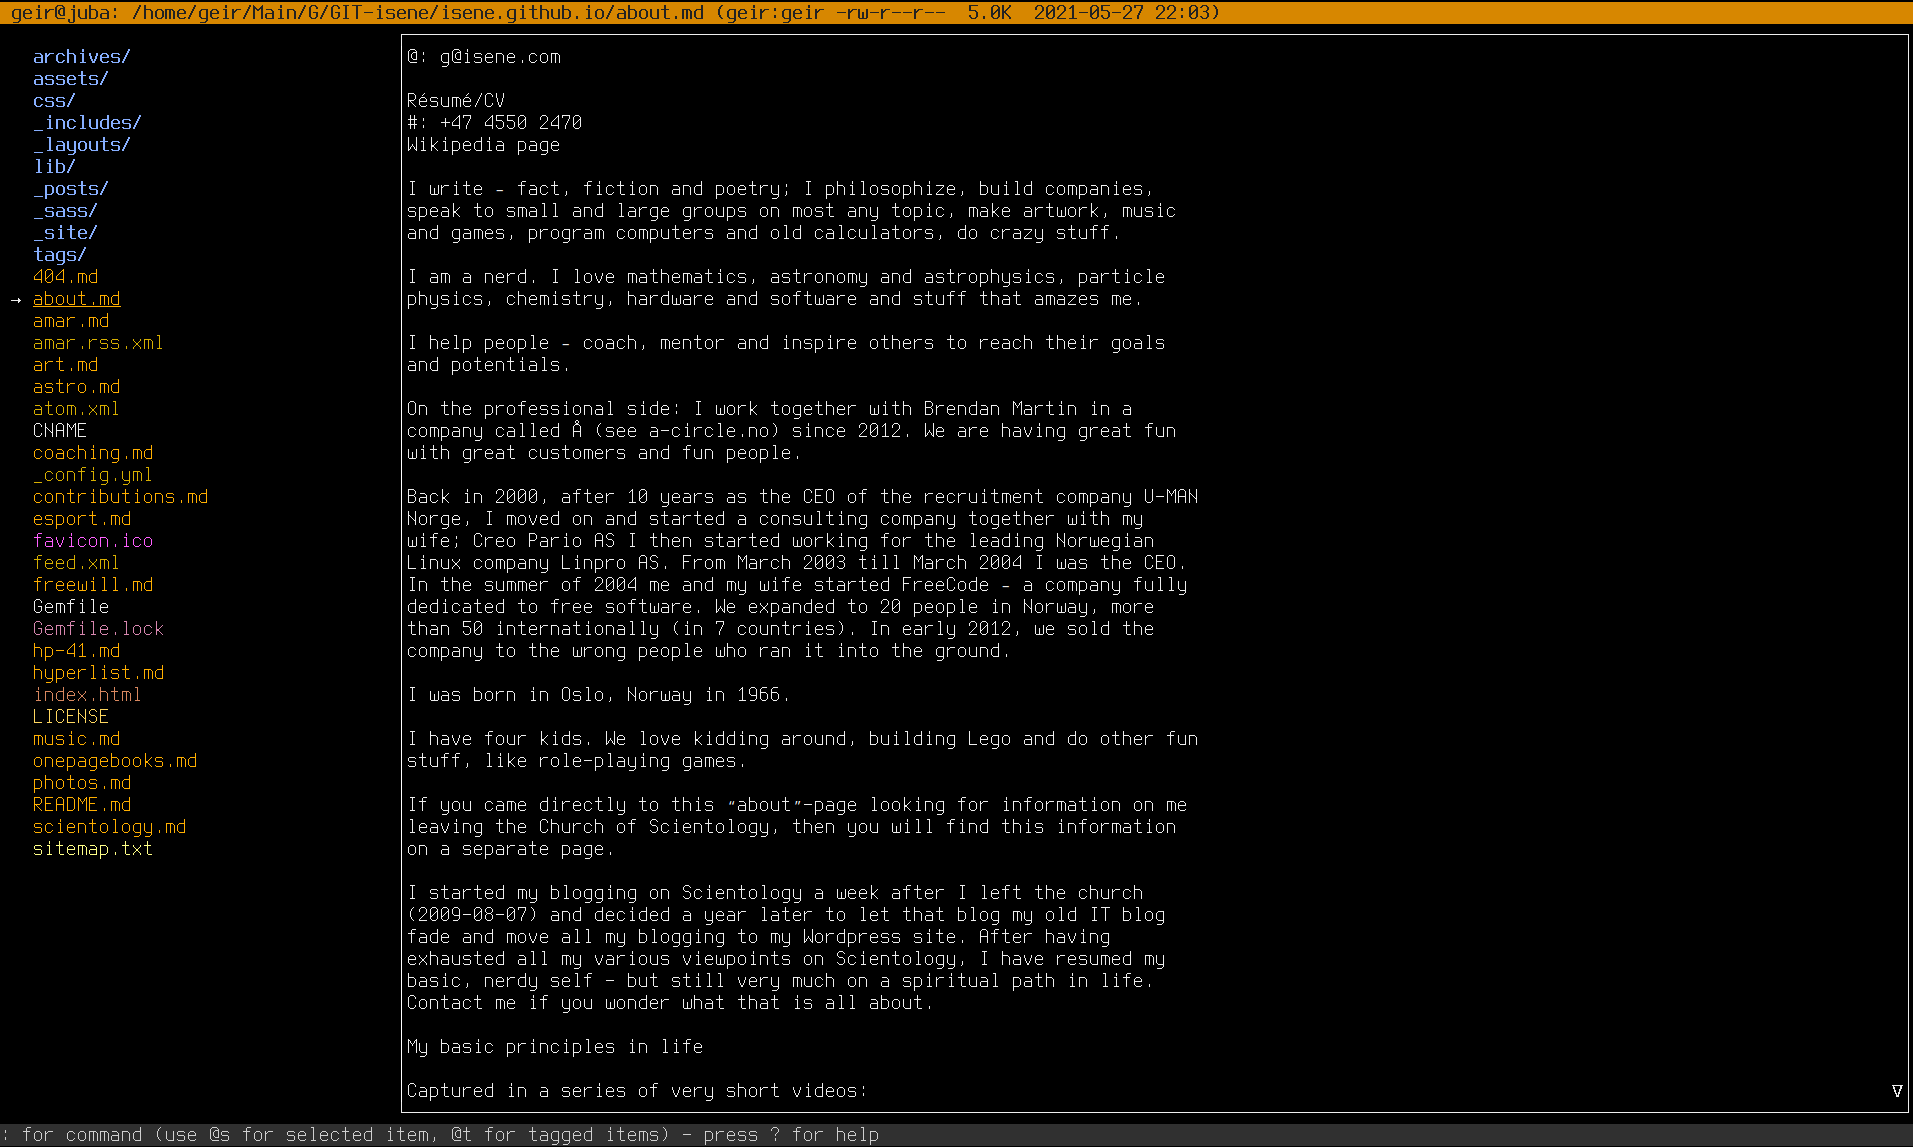 geir@juba: /home/geir/Main/G/GIT-isene/isene.github.io/about.md (geir:geir -rw-r--r--  5.0K  2021-05-27 22:03)
archives/
assets/
css/
_includes/
_layouts/
lib/
_posts/
_sass/
_site/
tags/
404.md
→ about.md
amar.md
amar.rss.xml
art.md
astro.md
atom.xml
CNAME
coaching.md
_config.yml
contributions.md
esport.md
favicon.ico
feed.xml
freewill.md
Gemfile
Gemfile.lock
hp-41.md
hyperlist.md
index.html
LICENSE
music.md
onepagebooks.md
photos.md
README.md
scientology.md
sitemap.txt
@: g@isene.com
Résumé/CV
#: +47 4550 2470
Wikipedia page
I write - fact, fiction and poetry; I philosophize, build companies,
speak to small and large groups on most any topic, make artwork, music
and games, program computers and old calculators, do crazy stuff.
I am a nerd. I love mathematics, astronomy and astrophysics, particle
physics, chemistry, hardware and software and stuff that amazes me.
I help people - coach, mentor and inspire others to reach their goals
and potentials.
On the professional side: I work together with Brendan Martin in a
company called Å (see a-circle.no) since 2012. We are having great fun
with great customers and fun people.
Back in 2000, after 10 years as the CEO of the recruitment company U-MAN
Norge, I moved on and started a consulting company together with my
wife; Creo Pario AS I then started working for the leading Norwegian
Linux company Linpro AS. From March 2003 till March 2004 I was the CEO.
In the summer of 2004 me and my wife started FreeCode - a company fully
dedicated to free software. We expanded to 20 people in Norway, more
than 50 internationally (in 7 countries). In early 2012, we sold the
company to the wrong people who ran it into the ground.
I was born in Oslo, Norway in 1966.
I have four kids. We love kidding around, building Lego and do other fun
stuff, like role-playing games.
If you came directly to this “about”-page looking for information on me
leaving the Church of Scientology, then you will find this information
on a separate page.
I started my blogging on Scientology a week after I left the church
(2009-08-07) and decided a year later to let that blog my old IT blog
fade and move all my blogging to my Wordpress site. After having
exhausted all my various viewpoints on Scientology, I have resumed my
basic, nerdy self – but still very much on a spiritual path in life.
Contact me if you wonder what that is all about.
My basic principles in life
Captured in a series of very short videos:
∇
: for command (use @s for selected item, @t for tagged items) - press ? for help